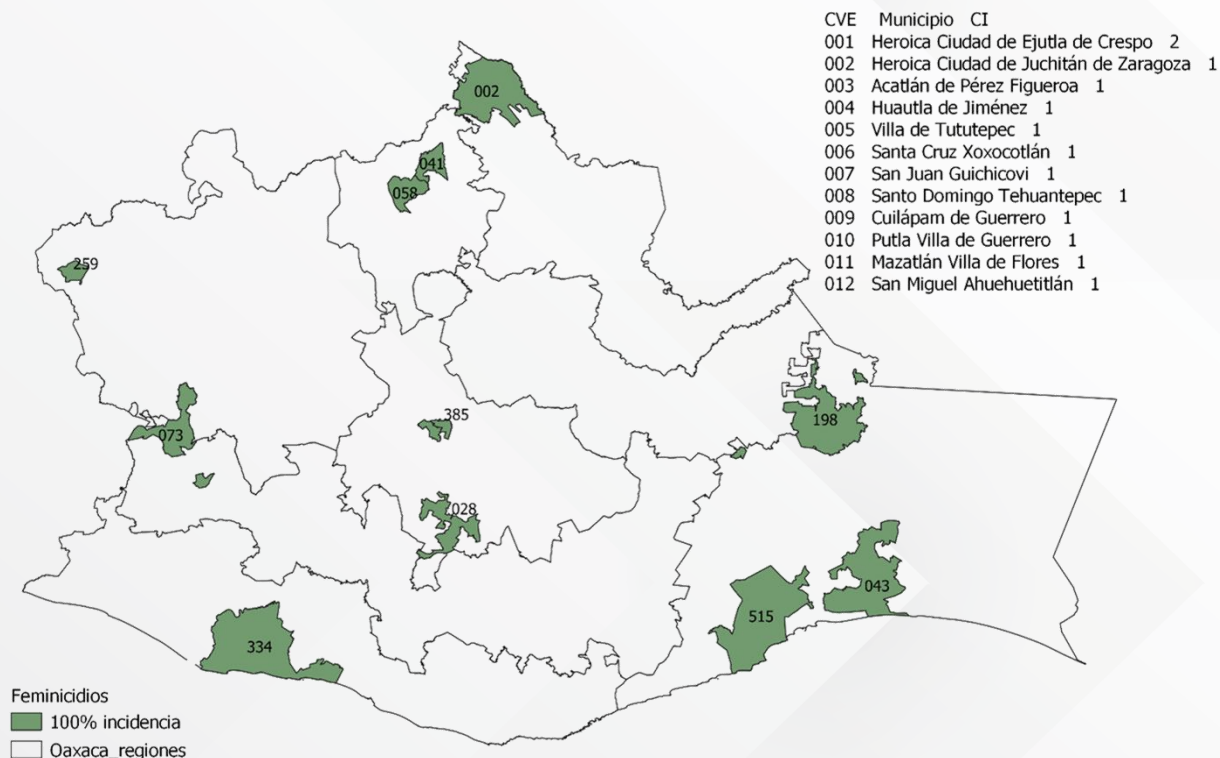 CVE Municipio CI
001 Heroica Ciudad de Ejutla de Crespo 2
002 Heroica Ciudad de Juchitán de Zaragoza 1
003 Acatlán de Pérez Figueroa 1
004 Huautla de Jiménez 1
005 Villa de Tututepec 1
006 Santa Cruz Xoxocotlán 1
007 San Juan Guichicovi 1
008 Santo Domingo Tehuantepec 1
009 Cuilápam de Guerrero 1
010 Putla Villa de Guerrero 1
011 Mazatlán Villa de Flores 1
012 San Miguel Ahuehuetitlán 1
002
041
058
259
385
198
073
028
043
515
334
Feminicidios
100% incidencia
Oaxaca_regiones